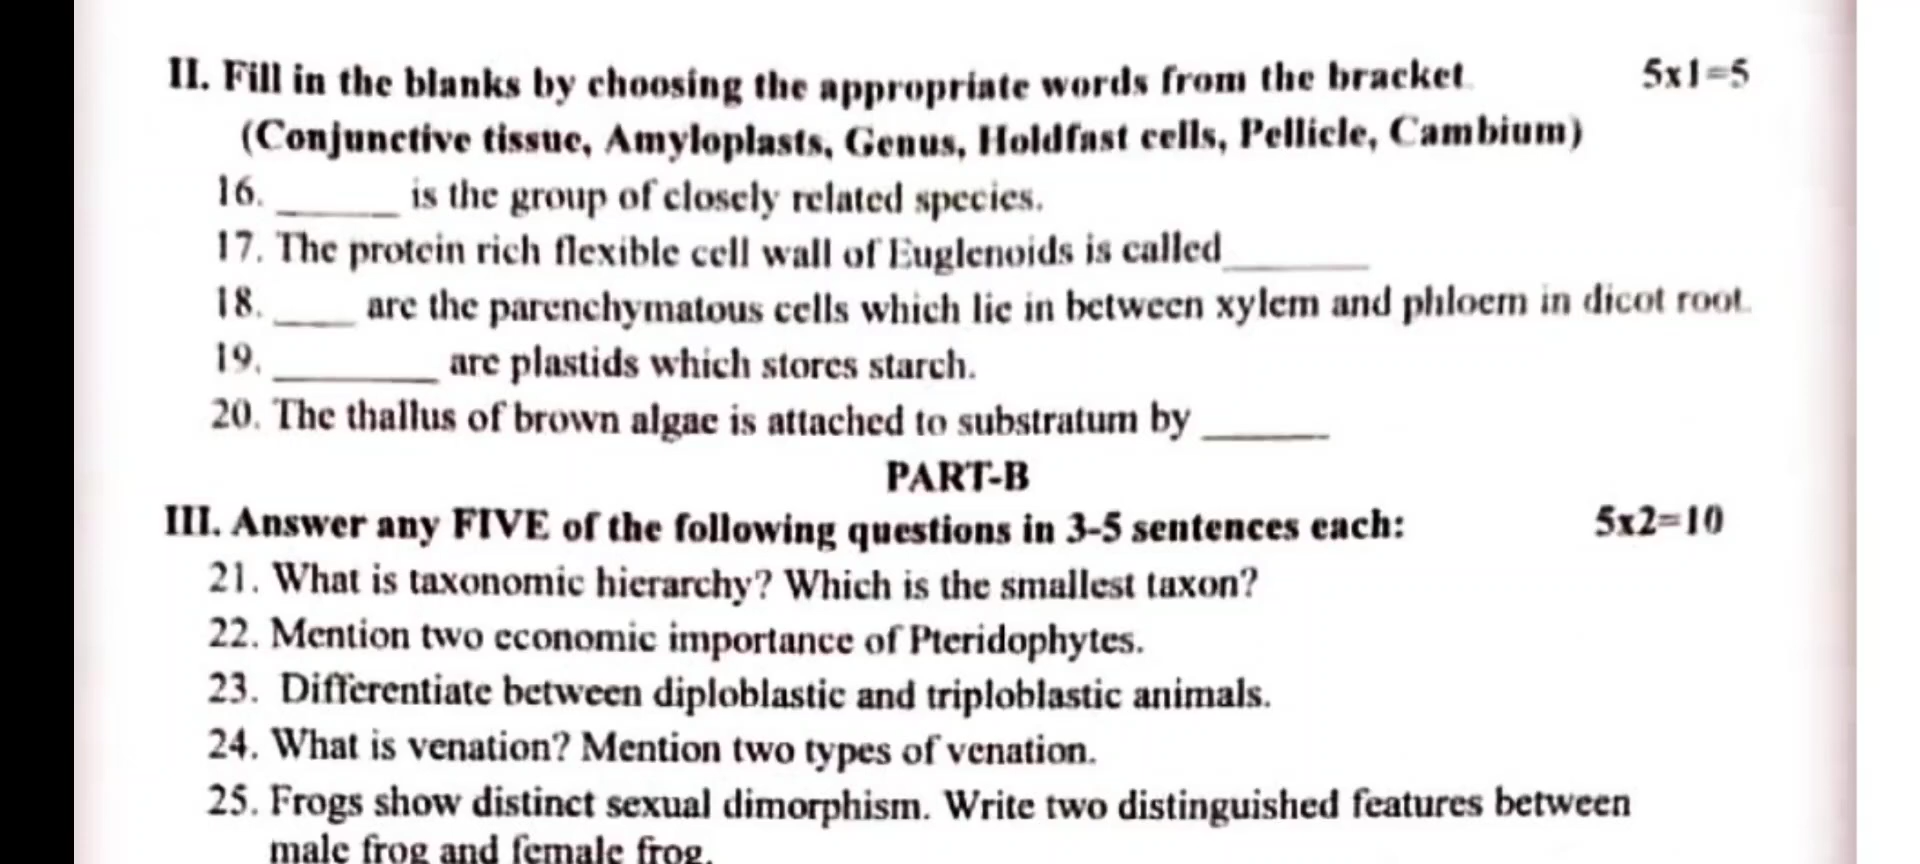 II. Fill in the blanks by choosing the appropriate words from the bracket 5x1=5
(Conjunctive tissue, Amyloplasts, Genus, Holdfast cells, Pellicle, Cambium)
16. ______ is the group of closely related species.
17. The protein rich flexible cell wall of Euglenoids is called_______
18. ____ are the parenchymatous cells which lie in between xylem and phloem in dicot root.
19. ________ are plastids which stores starch.
20. The thallus of brown algae is attached to substratum by ______
PART-B
III. Answer any FIVE of the following questions in 3-5 sentences each: 5x2=10
21. What is taxonomic hierarchy? Which is the smallest taxon?
22. Mention two economic importance of Pteridophytes.
23. Differentiate between diploblastic and triploblastic animals.
24. What is venation? Mention two types of venation.
25. Frogs show distinct sexual dimorphism. Write two distinguished features between
male frog and female frog.